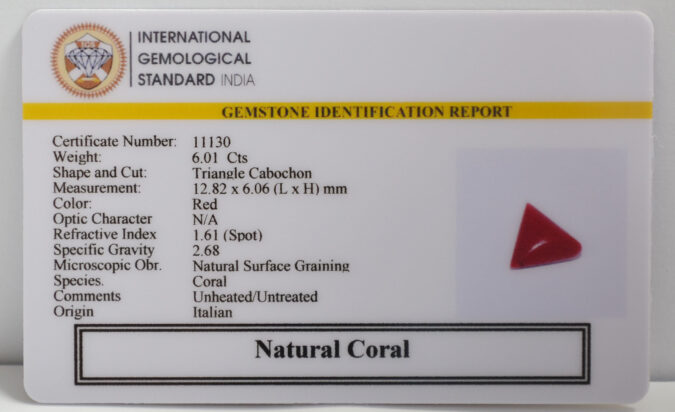 INTERNATIONAL
GEMOLOGICAL
STANDARD INDIA
IGS
GEMSTONE IDENTIFICATION REPORT
Certificate Number: 11130
Weight: 6.01 Cts
Shape and Cut: Triangle Cabochon
Measurement: 12.82 x 6.06 (L x H) mm
Color: Red
Optic Character N/A
Refractive Index 1.61 (Spot)
Specific Gravity 2.68
Microscopic Obr. Natural Surface Graining
Species. Coral
Comments Unheated/Untreated
Origin Italian
Natural Coral